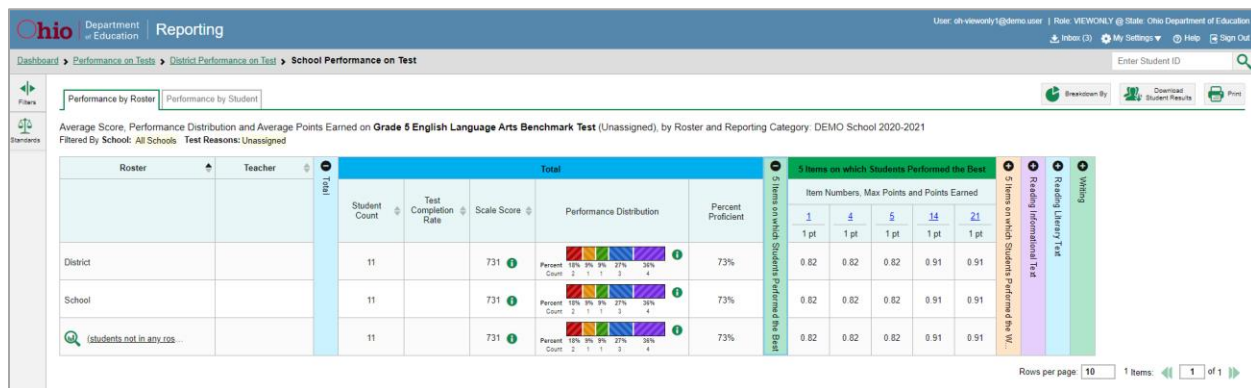 Ohio Department of Education Reporting
User: oh-viewonly1@demo.user | Role: VIEWONLY @ State: Ohio Department of Education
Inbox (3) My Settings Help Sign Out
Dashboard > Performance on Tests > District Performance on Test > School Performance on Test
Enter Student ID
Filters
Standards
Performance by Roster Performance by Student
Breakdown By Download Student Results Print
Average Score, Performance Distribution and Average Points Earned on Grade 5 English Language Arts Benchmark Test (Unassigned), by Roster and Reporting Category: DEMO School 2020-2021
Filtered By School: All Schools Test Reasons: Unassigned
Roster Teacher Total Total 5 Items on which Students Performed the Best 5 Items on which Students Performed the Best 5 Items on which Students Performed the W... Reading Informational Text Reading Literary Text Writing
Student Count Test Completion Rate Scale Score Performance Distribution Percent Proficient Item Numbers, Max Points and Points Earned
1 4 5 14 21
1 pt 1 pt 1 pt 1 pt 1 pt
District 11 731 Percent 18% 9% 9% 27% 36% 73% 0.82 0.82 0.82 0.91 0.91
Count 2 1 1 3 4
School 11 731 Percent 18% 9% 9% 27% 36% 73% 0.82 0.82 0.82 0.91 0.91
Count 2 1 1 3 4
(students not in any ros... 11 731 Percent 18% 9% 9% 27% 36% 73% 0.82 0.82 0.82 0.91 0.91
Count 2 1 1 3 4
Rows per page: 10 1 Items: 1 of 1